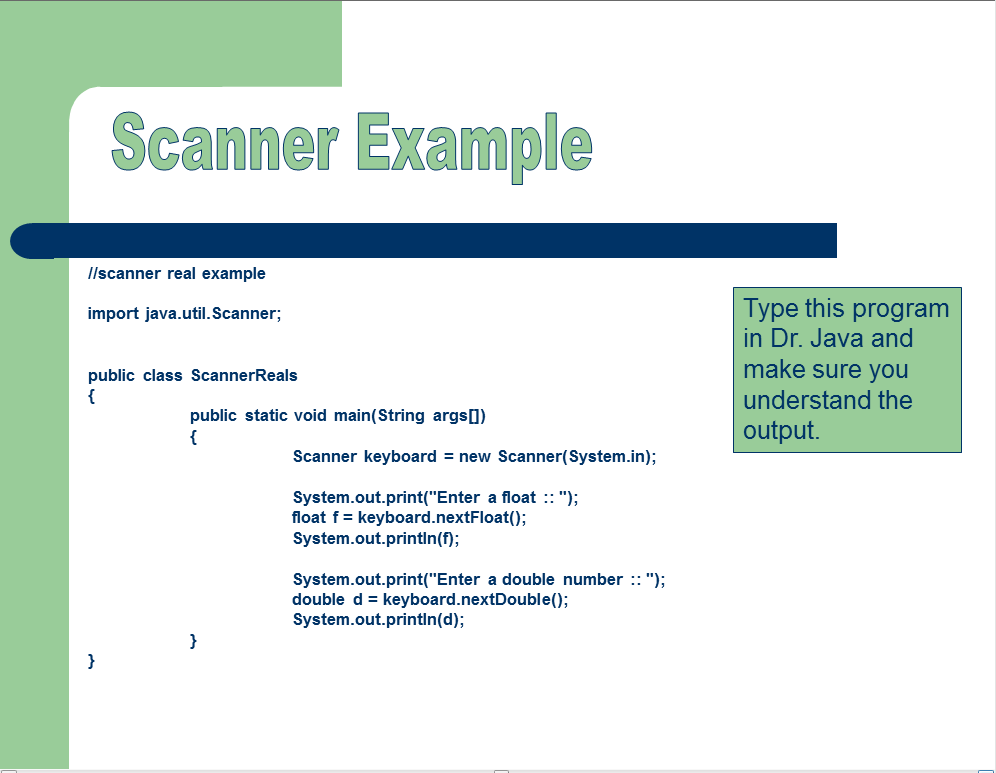 Scanner Example
//scanner real example
import java.util.Scanner;
public class ScannerReals
{
public static void main(String args[])
{
Scanner keyboard = new Scanner(System.in);
System.out.print("Enter a float :: ");
float f = keyboard.nextFloat();
System.out.println(f);
System.out.print("Enter a double number :: ");
double d = keyboard.nextDouble();
System.out.println(d);
}
}
Type this program
in Dr. Java and
make sure you
understand the
output.